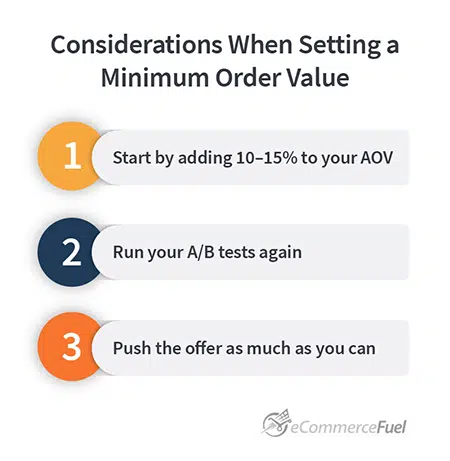 Considerations When Setting a
Minimum Order Value
1
Start by adding 10–15% to your AOV
2
Run your A/B tests again
3
Push the offer as much as you can
eCommerceFuel